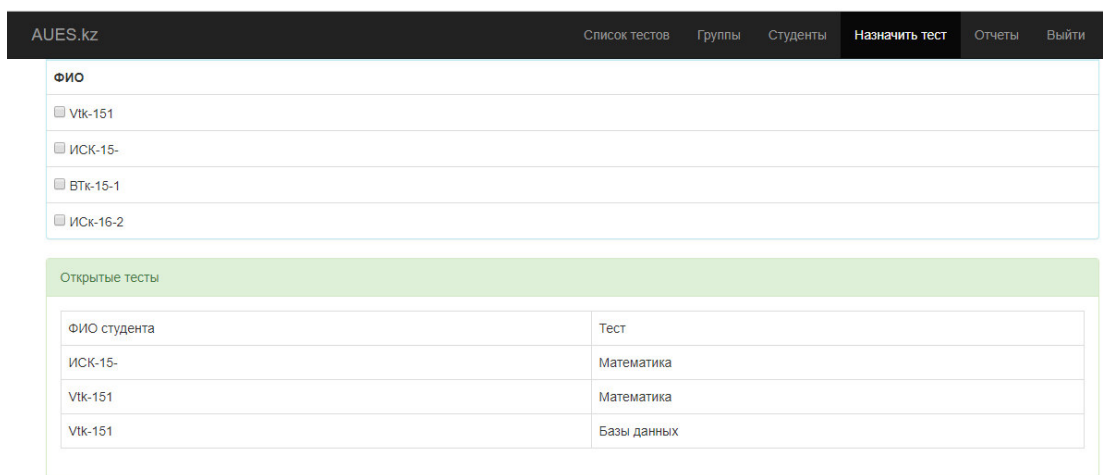 AUES.kz Список тестов Группы Студенты Назначить тест Отчеты Выйти
ФИО
Vtk-151
ИСК-15-
ВТк-15-1
ИСк-16-2
Открытые тесты
ФИО студента Тест
ИСК-15- Математика
Vtk-151 Математика
Vtk-151 Базы данных